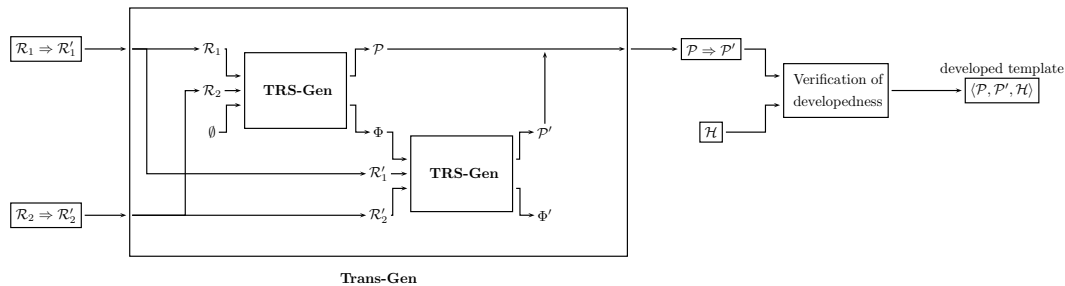 ℛ₁ ⇒ ℛ′₁
ℛ₂ ⇒ ℛ′₂
ℛ₁
ℛ₂
∅
TRS-Gen
𝒫
Φ
ℛ′₁
ℛ′₂
TRS-Gen
𝒫′
Φ′
Trans-Gen
𝒫 ⇒ 𝒫′
ℋ
Verification of
developedness
developed template
⟨𝒫, 𝒫′, ℋ⟩